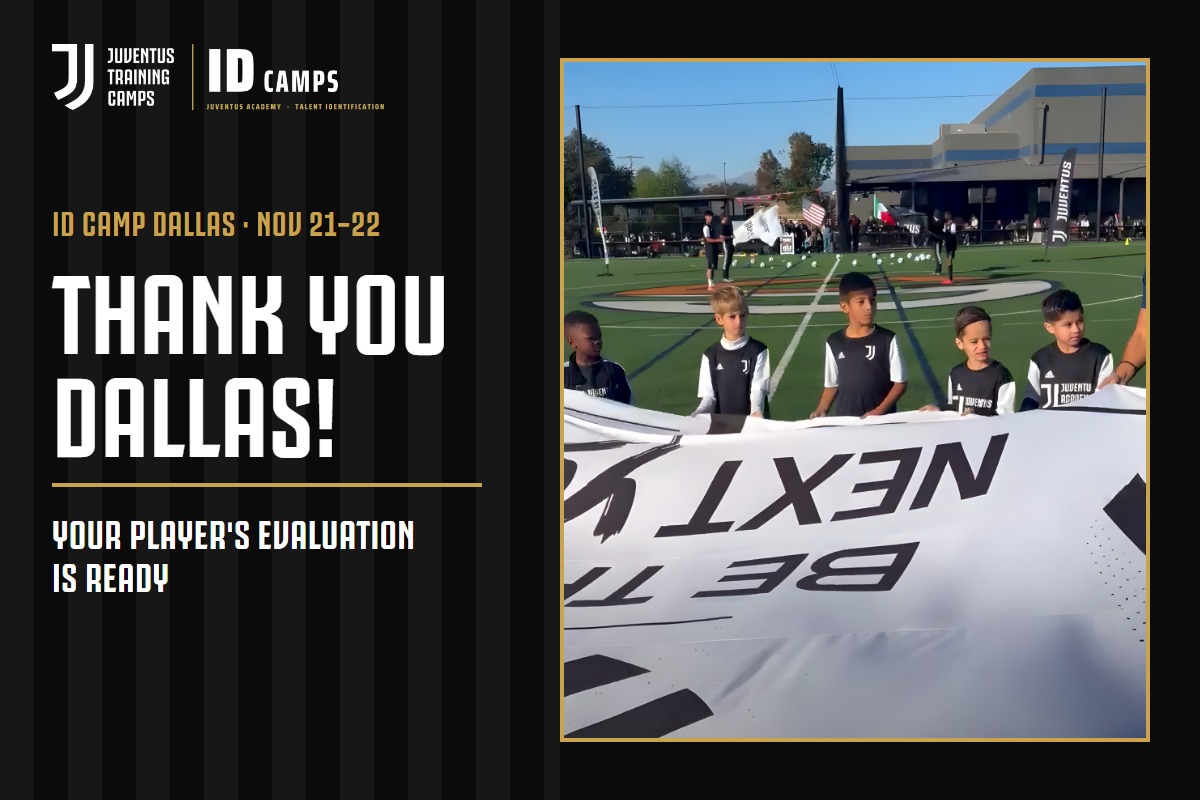 JUVENTUS
TRAINING
CAMPS
ID CAMPS
JUVENTUS ACADEMY · TALENT IDENTIFICATION
ID CAMP DALLAS · NOV 21–22
THANK YOU
DALLAS!
YOUR PLAYER'S EVALUATION
IS READY
JUVENTUS
NEXT
BE